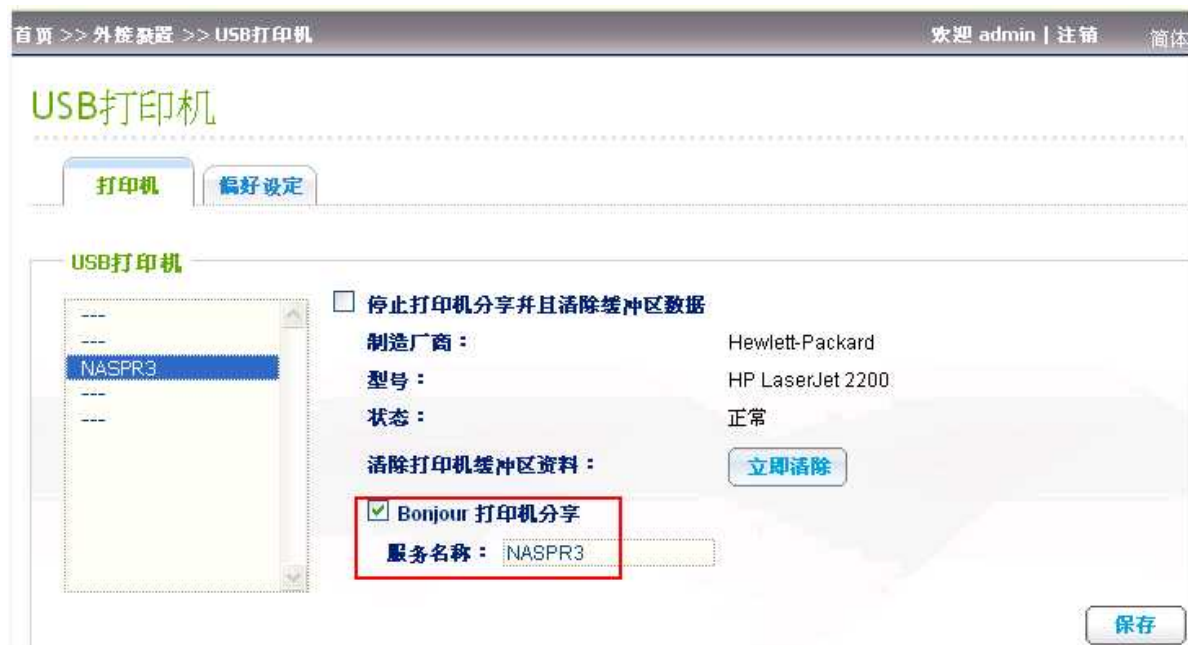 首页 >> 外接装置 >> USB打印机 欢迎 admin | 注销 简体
USB打印机
打印机 偏好设定
USB打印机
---
---
NASPR3
---
---
停止打印机分享并且清除缓冲区数据
制造厂商： Hewlett-Packard
型号： HP LaserJet 2200
状态： 正常
清除打印机缓冲区资料： 立即清除
Bonjour 打印机分享
服务名称： NASPR3
保存